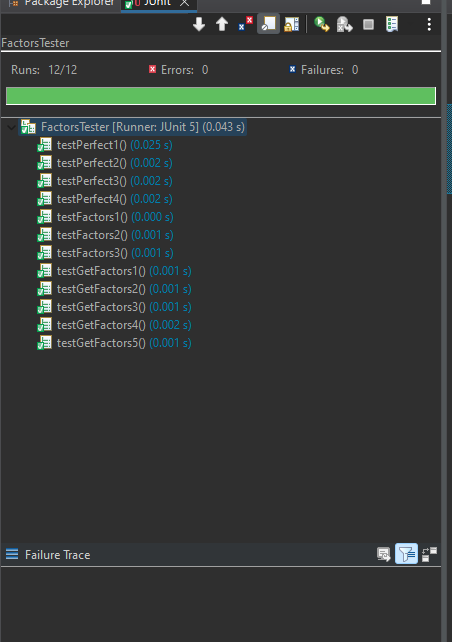 Package Explorer JUnit
FactorsTester
Runs: 12/12 Errors: 0 Failures: 0
FactorsTester [Runner: JUnit 5] (0.043 s)
testPerfect1() (0.025 s)
testPerfect2() (0.002 s)
testPerfect3() (0.002 s)
testPerfect4() (0.002 s)
testFactors1() (0.000 s)
testFactors2() (0.001 s)
testFactors3() (0.001 s)
testGetFactors1() (0.001 s)
testGetFactors2() (0.001 s)
testGetFactors3() (0.001 s)
testGetFactors4() (0.002 s)
testGetFactors5() (0.001 s)
Failure Trace